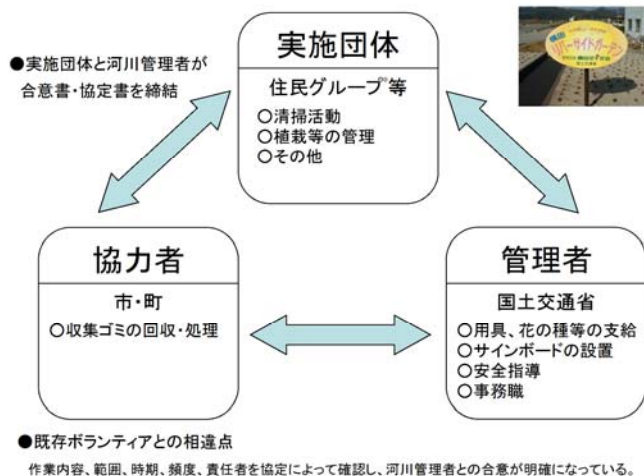 ●実施団体と河川管理者が
合意書・協定書を締結
実施団体
住民グループ等
○清掃活動
○植栽等の管理
○その他
リバーサイドガーデン
協力者
市・町
○収集ゴミの回収・処理
管理者
国土交通省
○用具、花の種等の支給
○サインボードの設置
○安全指導
○事務職
●既存ボランティアとの相違点
作業内容、範囲、時期、頻度、責任者を協定によって確認し、河川管理者との合意が明確になっている。